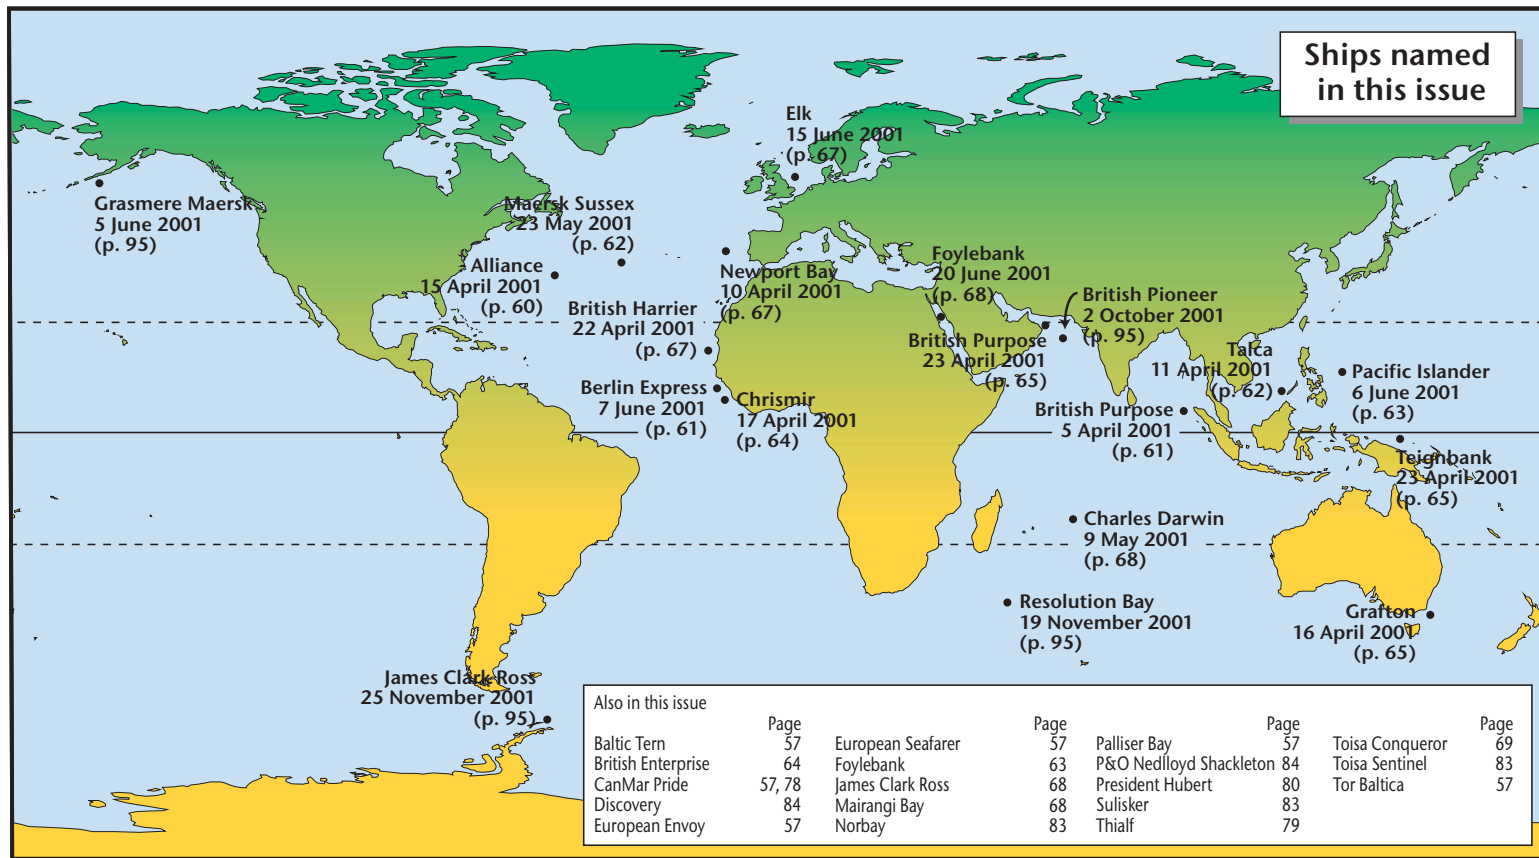 Ships named
in this issue
Elk
15 June 2001
(p. 67)
Grasmere Maersk
5 June 2001
(p. 95)
Maersk Sussex
23 May 2001
(p. 62)
Alliance
15 April 2001
(p. 60)
Newport Bay
10 April 2001
(p. 67)
Foylebank
20 June 2001
(p. 68)
British Pioneer
2 October 2001
(p. 95)
British Harrier
22 April 2001
(p. 67)
British Purpose
23 April 2001
(p. 65)
Talca
11 April 2001
(p. 62)
Pacific Islander
6 June 2001
(p. 63)
Berlin Express
7 June 2001
(p. 61)
Chrismir
17 April 2001
(p. 64)
British Purpose
5 April 2001
(p. 61)
Teignbank
23 April 2001
(p. 65)
Charles Darwin
9 May 2001
(p. 68)
Resolution Bay
19 November 2001
(p. 95)
Grafton
16 April 2001
(p. 65)
James Clark Ross
25 November 2001
(p. 95)
Also in this issue
Page Page Page Page
Baltic Tern 57 European Seafarer 57 Palliser Bay 57 Toisa Conqueror 69
British Enterprise 64 Foylebank 63 P&O Nedlloyd Shackleton 84 Toisa Sentinel 83
CanMar Pride 57, 78 James Clark Ross 68 President Hubert 80 Tor Baltica 57
Discovery 84 Mairangi Bay 68 Sulisker 83
European Envoy 57 Norbay 83 Thialf 79